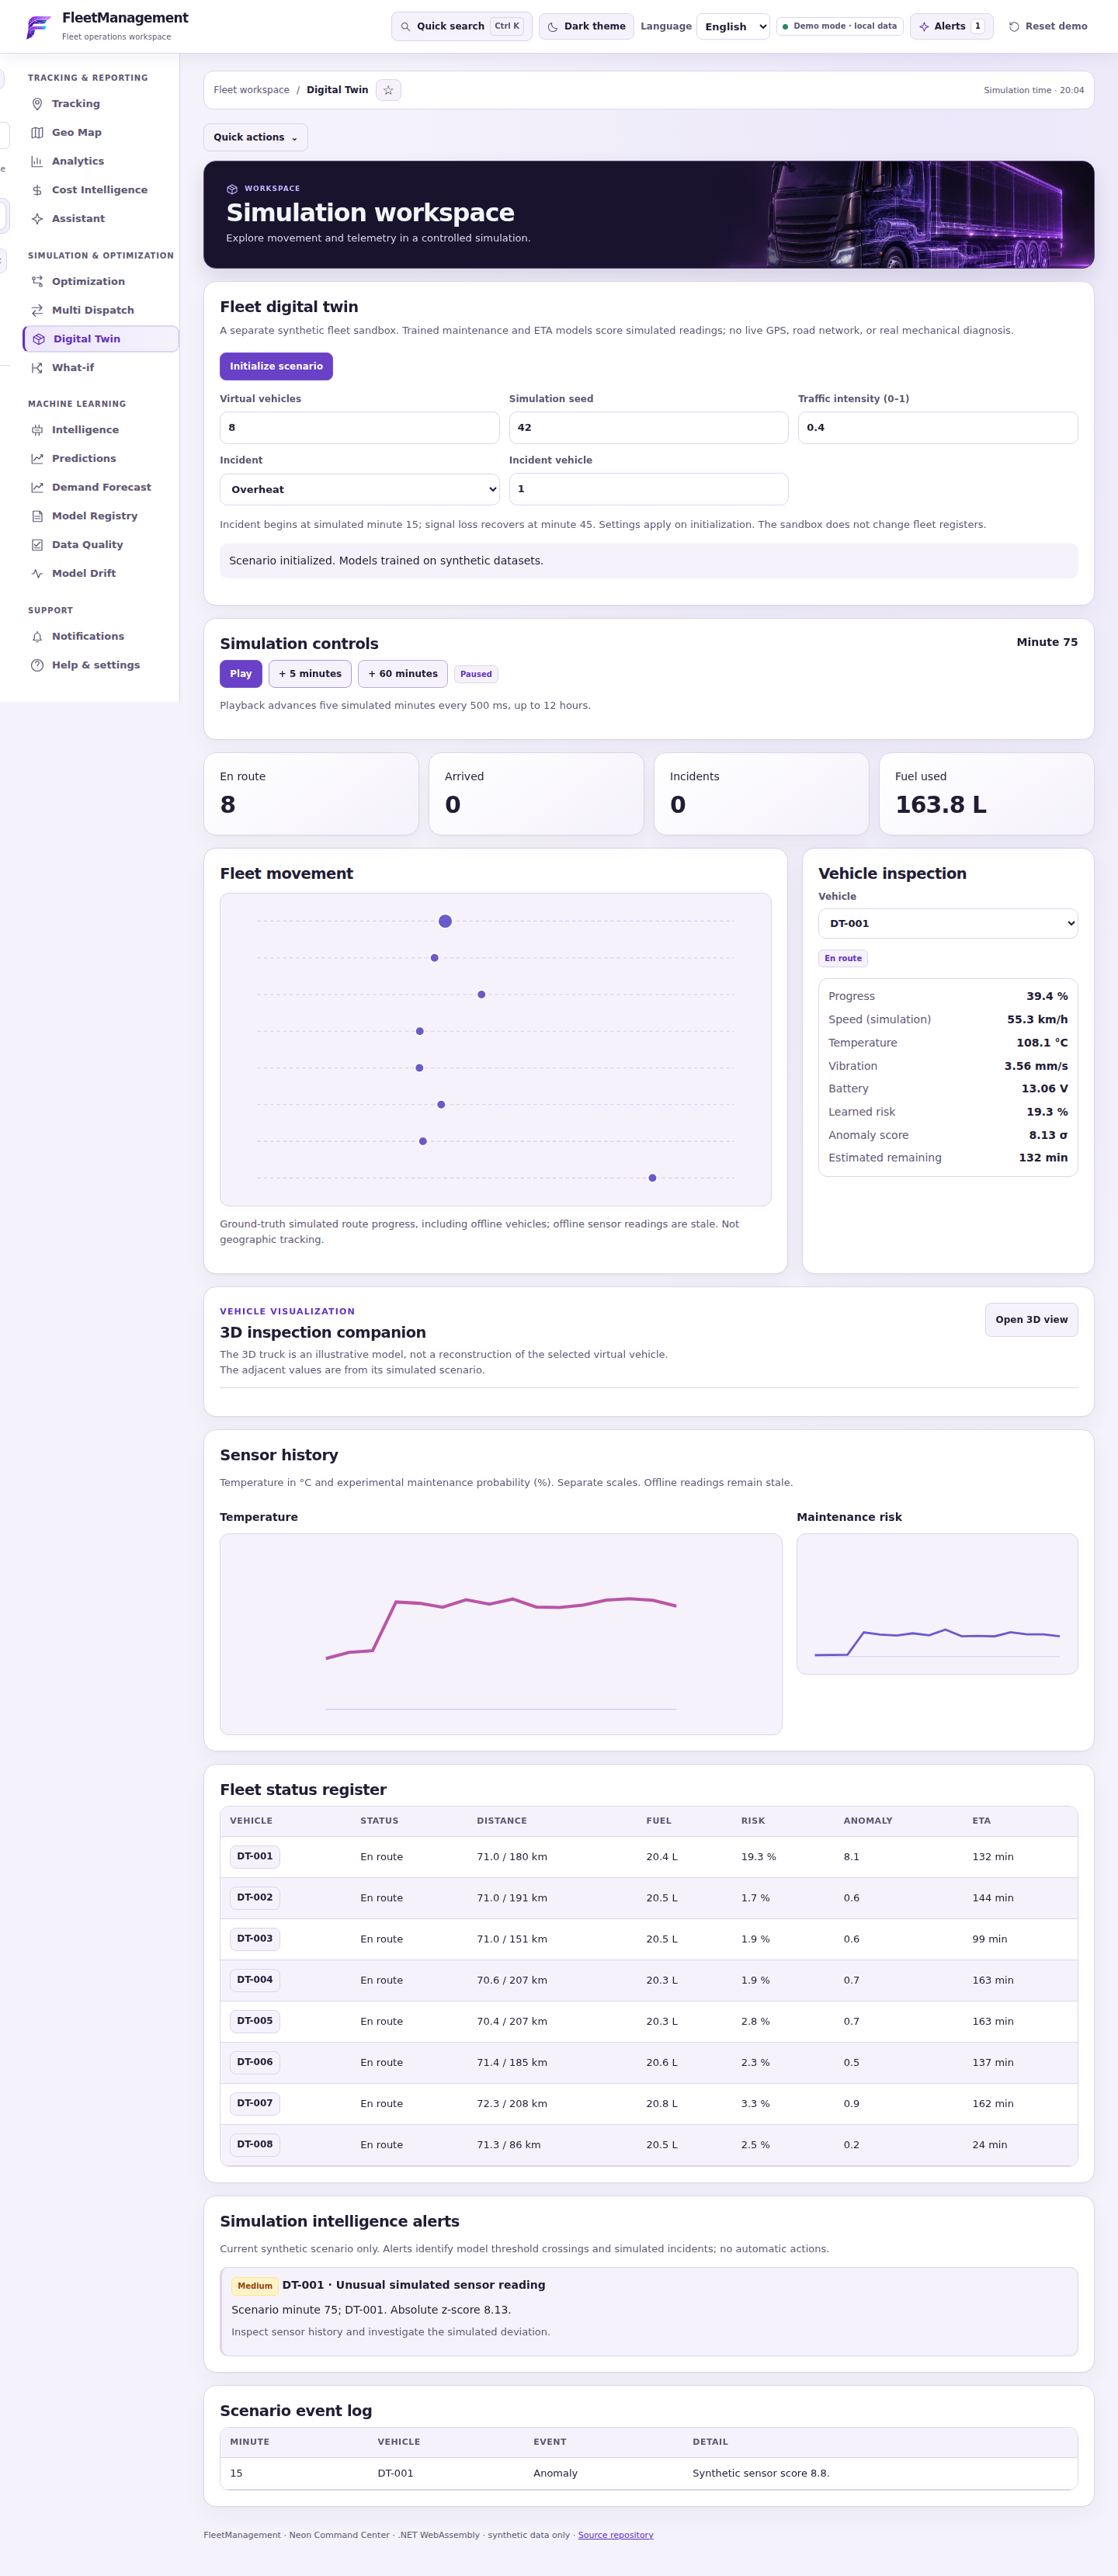 FleetManagement
Fleet operations workspace
Quick search Ctrl K
Dark theme
Language English
Demo mode · local data
Alerts 1
Reset demo
TRACKING & REPORTING
Tracking
Geo Map
Analytics
Cost Intelligence
Assistant
SIMULATION & OPTIMIZATION
Optimization
Multi Dispatch
Digital Twin
What-if
MACHINE LEARNING
Intelligence
Predictions
Demand Forecast
Model Registry
Data Quality
Model Drift
SUPPORT
Notifications
Help & settings
Fleet workspace / Digital Twin
Simulation time · 20:04
Quick actions
WORKSPACE
Simulation workspace
Explore movement and telemetry in a controlled simulation.
Fleet digital twin
A separate synthetic fleet sandbox. Trained maintenance and ETA models score simulated readings; no live GPS, road network, or real mechanical diagnosis.
Initialize scenario
Virtual vehicles Simulation seed Traffic intensity (0–1)
8 42 0.4
Incident Incident vehicle
Overheat 1
Incident begins at simulated minute 15; signal loss recovers at minute 45. Settings apply on initialization. The sandbox does not change fleet registers.
Scenario initialized. Models trained on synthetic datasets.
Simulation controls Minute 75
Play + 5 minutes + 60 minutes Paused
Playback advances five simulated minutes every 500 ms, up to 12 hours.
En route Arrived Incidents Fuel used
8 0 0 163.8 L
Fleet movement
Ground-truth simulated route progress, including offline vehicles; offline sensor readings are stale. Not
geographic tracking.
Vehicle inspection
Vehicle
DT-001
En route
Progress 39.4 %
Speed (simulation) 55.3 km/h
Temperature 108.1 °C
Vibration 3.56 mm/s
Battery 13.06 V
Learned risk 19.3 %
Anomaly score 8.13 σ
Estimated remaining 132 min
VEHICLE VISUALIZATION
3D inspection companion
The 3D truck is an illustrative model, not a reconstruction of the selected virtual vehicle.
The adjacent values are from its simulated scenario.
Open 3D view
Sensor history
Temperature in °C and experimental maintenance probability (%). Separate scales. Offline readings remain stale.
Temperature Maintenance risk
Fleet status register
VEHICLE STATUS DISTANCE FUEL RISK ANOMALY ETA
DT-001 En route 71.0 / 180 km 20.4 L 19.3 % 8.1 132 min
DT-002 En route 71.0 / 191 km 20.5 L 1.7 % 0.6 144 min
DT-003 En route 71.0 / 151 km 20.5 L 1.9 % 0.6 99 min
DT-004 En route 70.6 / 207 km 20.3 L 1.9 % 0.7 163 min
DT-005 En route 70.4 / 207 km 20.3 L 2.8 % 0.7 163 min
DT-006 En route 71.4 / 185 km 20.6 L 2.3 % 0.5 137 min
DT-007 En route 72.3 / 208 km 20.8 L 3.3 % 0.9 162 min
DT-008 En route 71.3 / 86 km 20.5 L 2.5 % 0.2 24 min
Simulation intelligence alerts
Current synthetic scenario only. Alerts identify model threshold crossings and simulated incidents; no automatic actions.
Medium DT-001 · Unusual simulated sensor reading
Scenario minute 75; DT-001. Absolute z-score 8.13.
Inspect sensor history and investigate the simulated deviation.
Scenario event log
MINUTE VEHICLE EVENT DETAIL
15 DT-001 Anomaly Synthetic sensor score 8.8.
FleetManagement · Neon Command Center · .NET WebAssembly · synthetic data only · Source repository